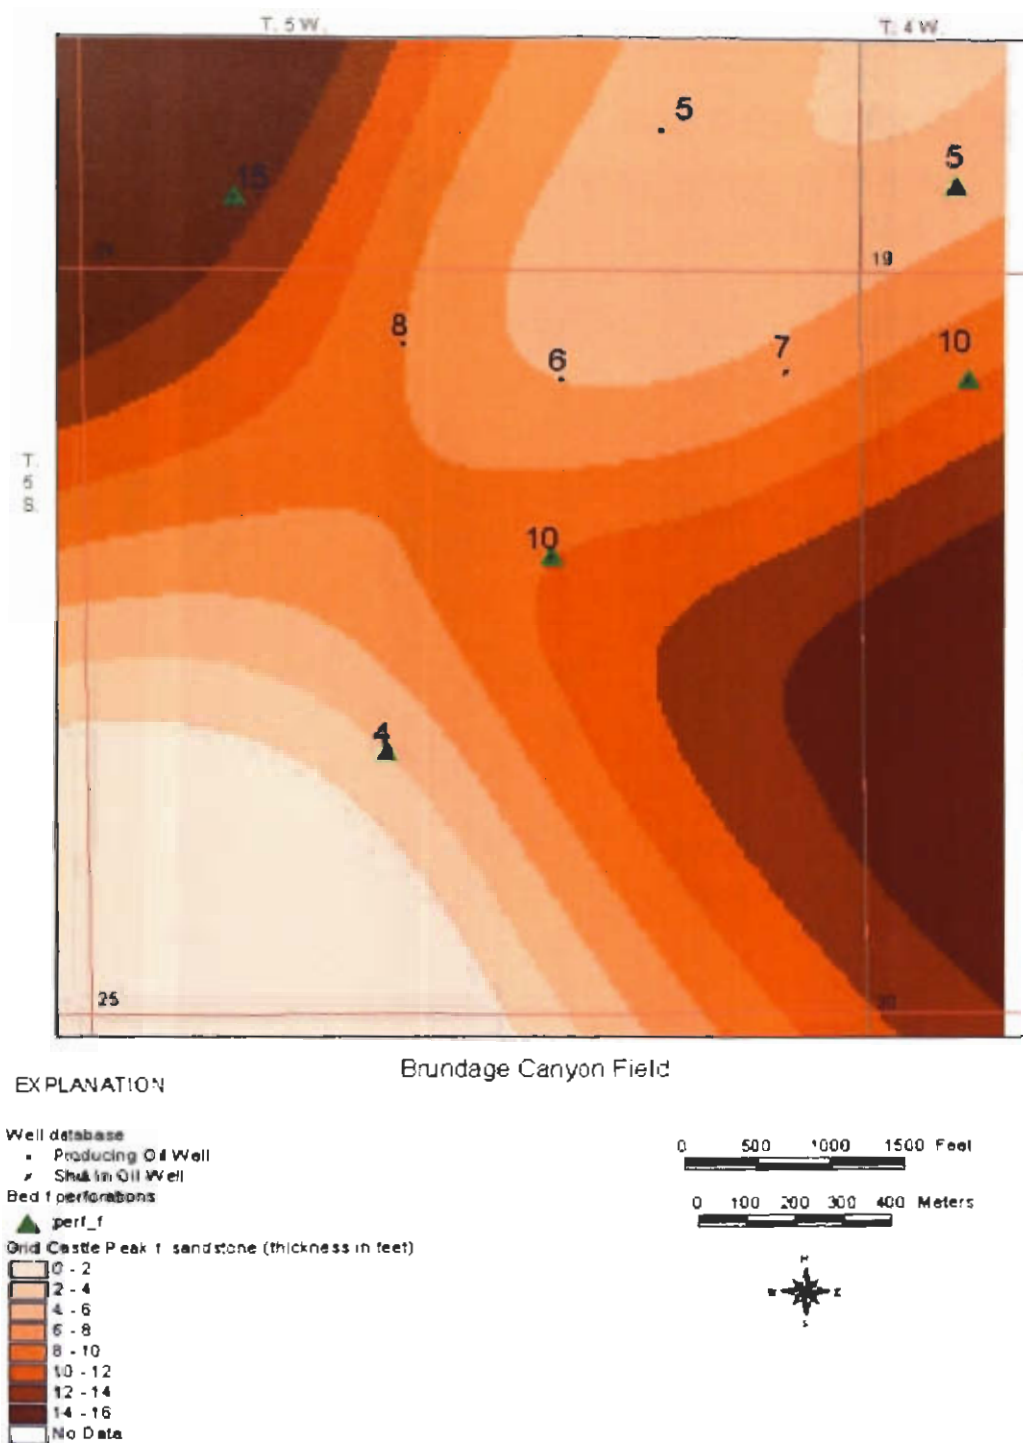 T. 5 W. T. 4 W.
5
5
15
19
8
6
7
10
T.
5
S.
10
4
25
20
Brundage Canyon Field
EXPLANATION
Well database
Producing Oil Well
Shut In Oil Well
Bed f perforations
perf_f
Grid Castle Peak f sandstone (thickness in feet)
0 - 2
2 - 4
4 - 6
6 - 8
8 - 10
10 - 12
12 - 14
14 - 16
No Data
0 500 1000 1500 Feet
0 100 200 300 400 Meters
N
W E
S